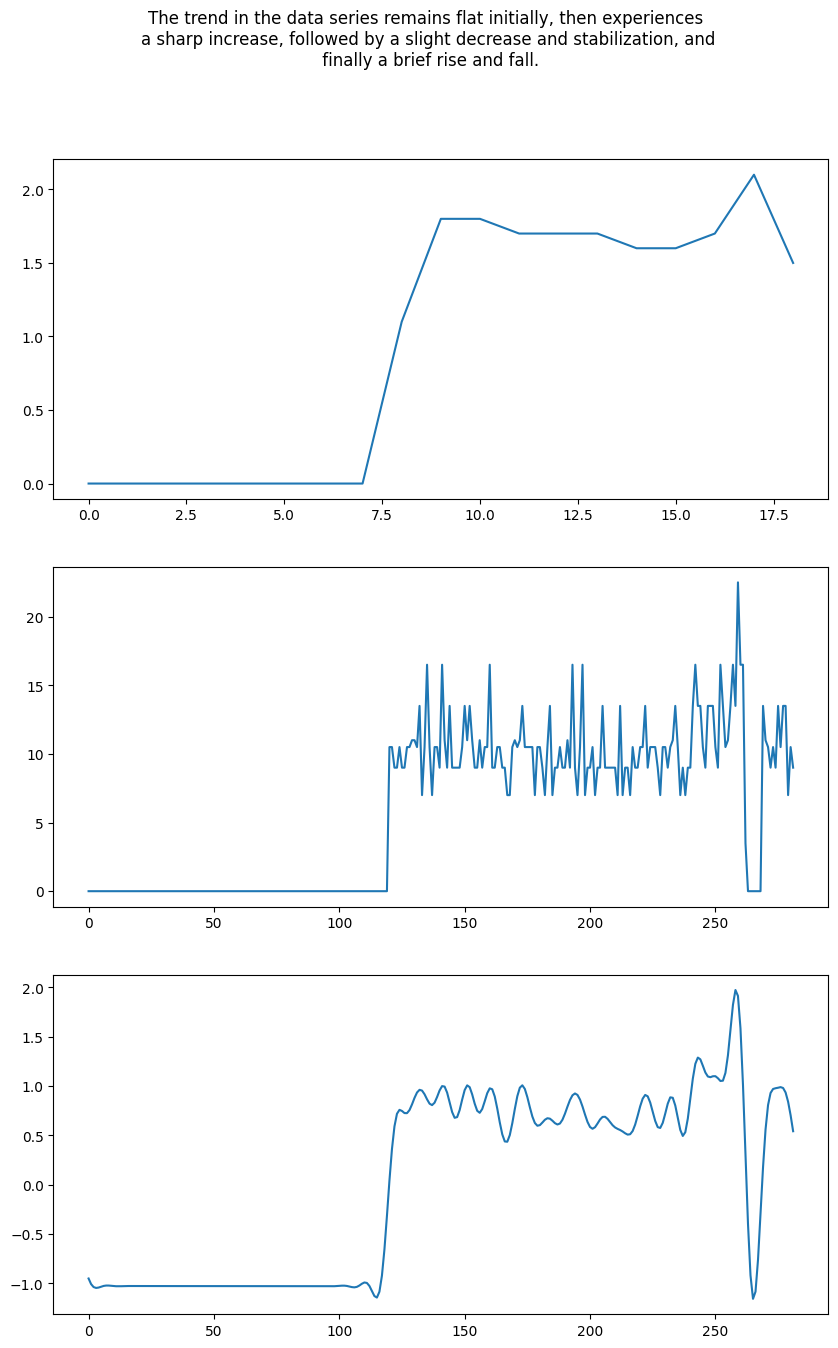 The trend in the data series remains flat initially, then experiences
a sharp increase, followed by a slight decrease and stabilization, and
finally a brief rise and fall.
2.0
1.5
1.0
0.5
0.0
0.0 2.5 5.0 7.5 10.0 12.5 15.0 17.5
20
15
10
5
0
0 50 100 150 200 250
2.0
1.5
1.0
0.5
0.0
−0.5
−1.0
0 50 100 150 200 250